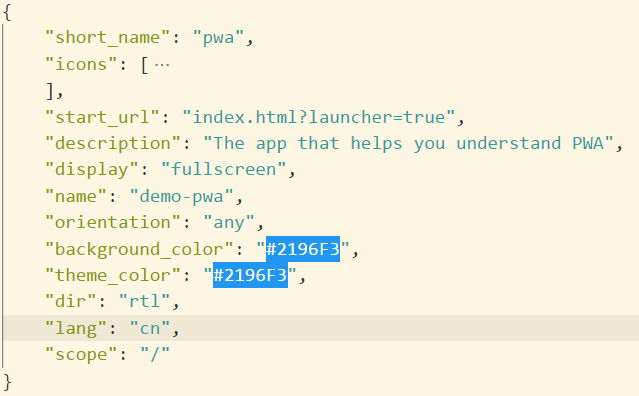 {
"short_name": "pwa",
"icons": [ ...
],
"start_url": "index.html?launcher=true",
"description": "The app that helps you understand PWA",
"display": "fullscreen",
"name": "demo-pwa",
"orientation": "any",
"background_color": "#2196F3",
"theme_color": "#2196F3",
"dir": "rtl",
"lang": "cn",
"scope": "/"
}